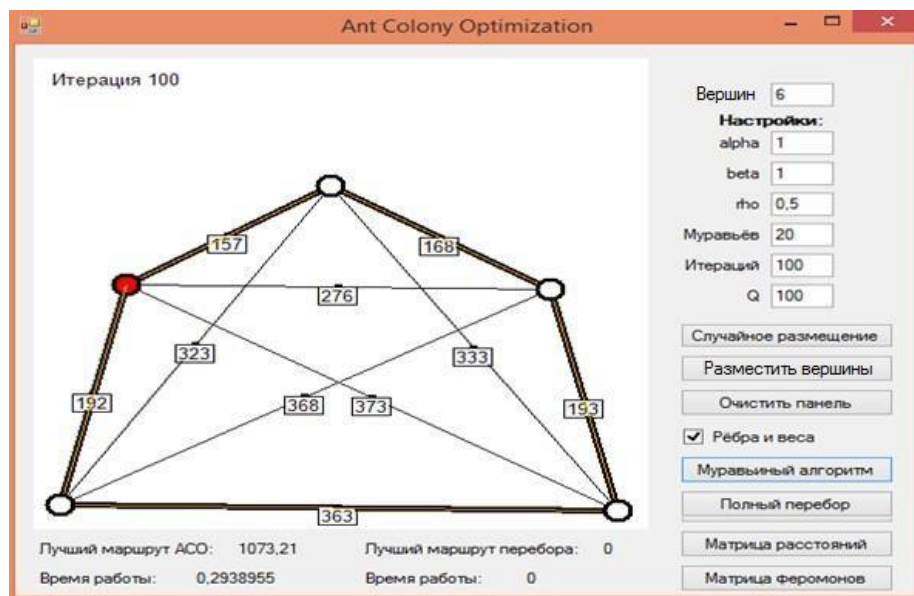 Ant Colony Optimization
Итерация 100
Вершин 6
Настройки:
alpha 1
beta 1
rho 0,5
Муравьёв 20
Итераций 100
Q 100
157
168
276
323
333
192
368
373
193
363
Случайное размещение
Разместить вершины
Очистить панель
Рёбра и веса
Муравьиный алгоритм
Полный перебор
Матрица расстояний
Матрица феромонов
Лучший маршрут ACO: 1073,21
Лучший маршрут перебора: 0
Время работы: 0,2938955
Время работы: 0